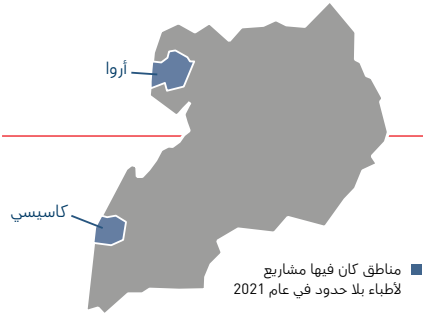 أروا
كاسيسي
مناطق كان فيها مشاريع
لأطباء بلا حدود في عام 2021